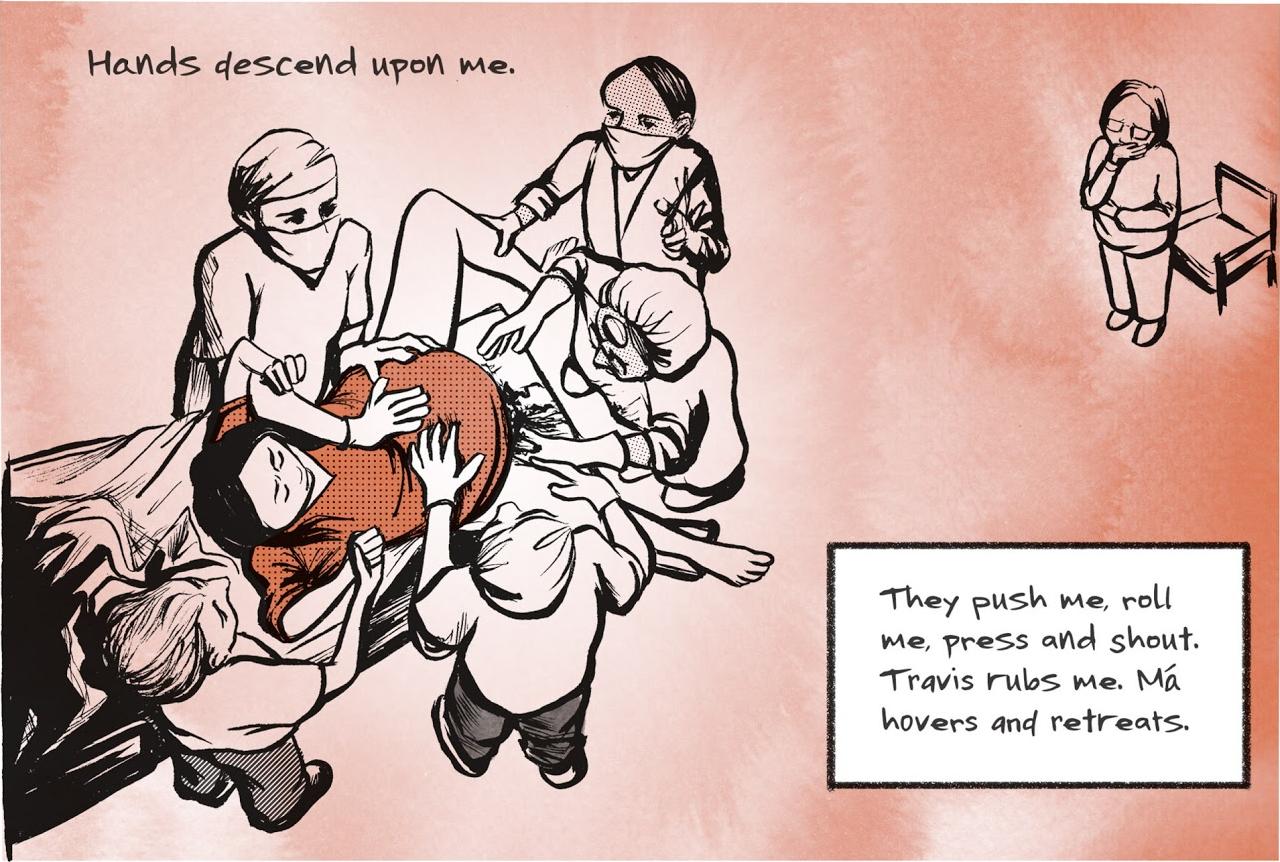 Hands descend upon me.
They push me, roll
me, press and shout.
Travis rubs me. Má
hovers and retreats.